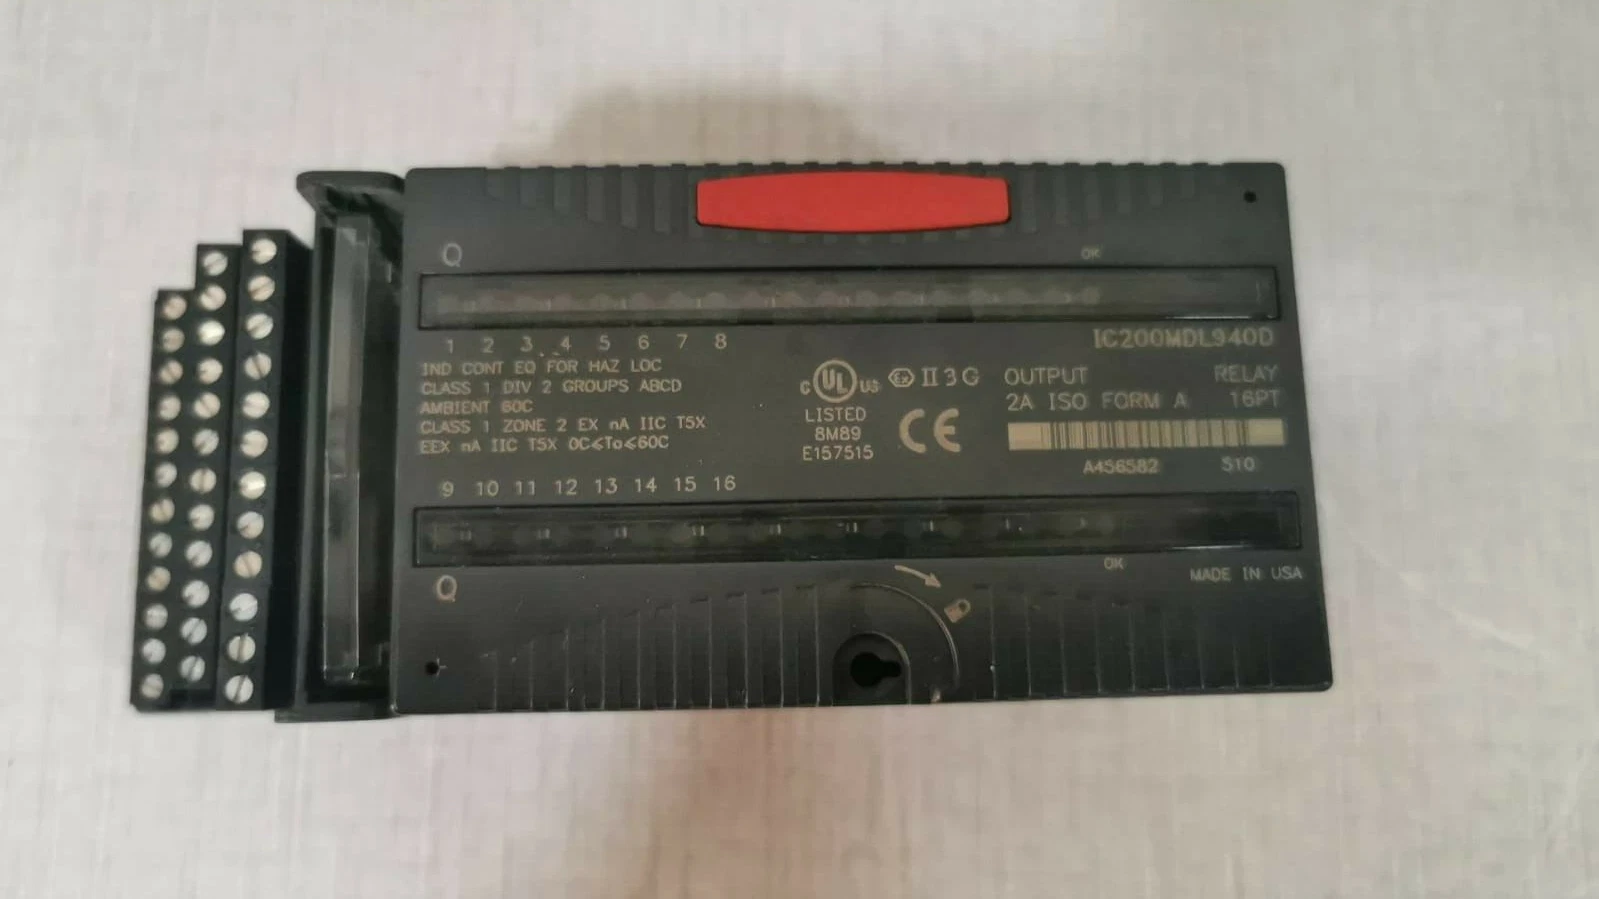 Q
OK
1 2 3 4 5 6 7 8
IC200MDL940D
IND CONT EQ FOR HAZ LOC
CLASS 1 DIV 2 GROUPS ABCD
AMBIENT 60C
CLASS 1 ZONE 2 EX nA IIC T5X
EEX nA IIC T5X 0C≤Ta≤60C
C UL US
LISTED
8M89
E157515
Ex II 3 G
CE
OUTPUT RELAY
2A ISO FORM A 16PT
A456582 510
9 10 11 12 13 14 15 16
Q
OK
MADE IN USA